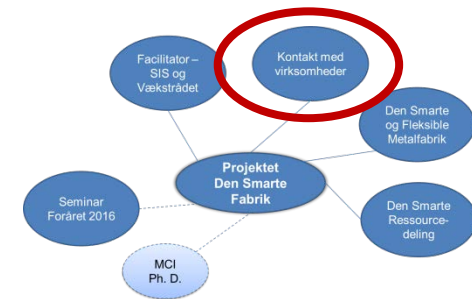 Facilitator –
SIS og
Vækstrådet
Kontakt med
virksomheder
Den Smarte
og Fleksible
Metalfabrik
Projektet
Den Smarte
Fabrik
Seminar
Foråret 2016
Den Smarte
Ressource-
deling
MCI
Ph. D.